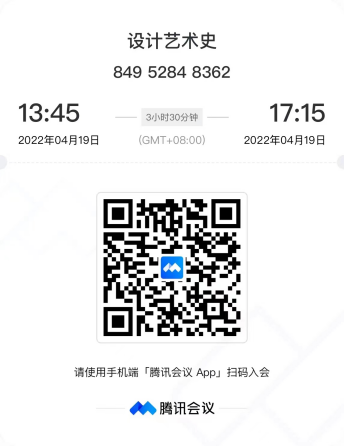 设计艺术史
849 5284 8362
13:45 3小时30分钟 17:15
2022年04月19日 (GMT+08:00) 2022年04月19日
请使用手机端「腾讯会议 App」扫码入会
腾讯会议